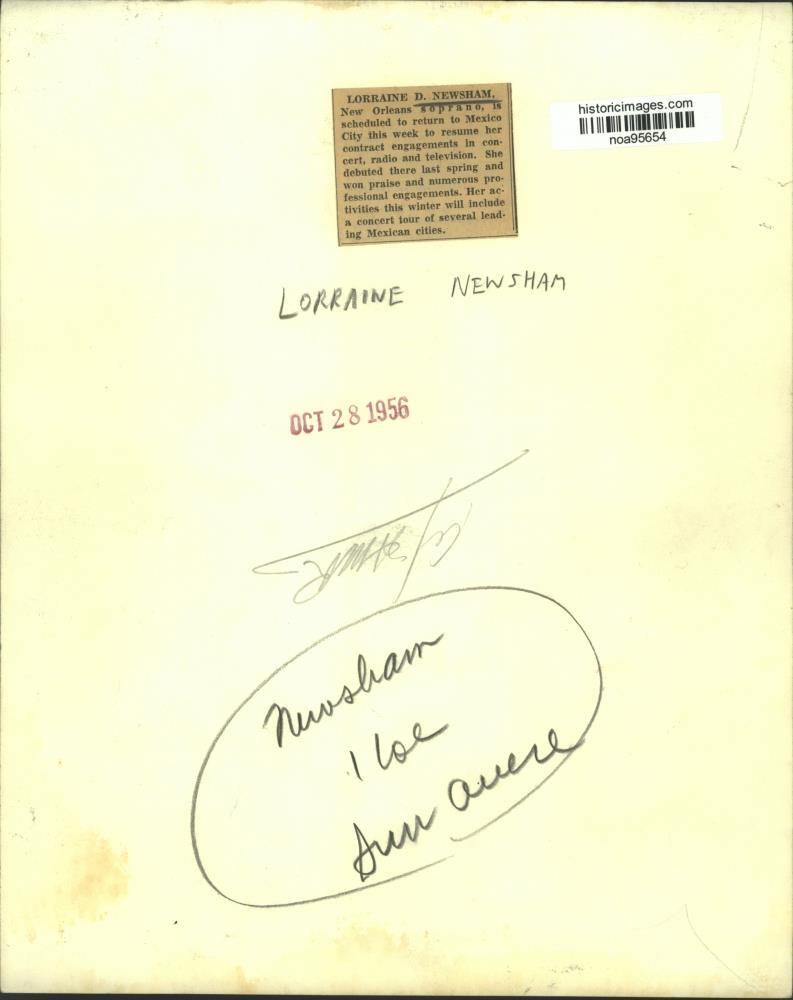 LORRAINE D. NEWSHAM,
New Orleans soprano, is
scheduled to return to Mexico
City this week to resume her
contract engagements in con-
cert, radio and television. She
debuted there last spring and
won praise and numerous pro-
fessional engagements. Her ac-
tivities this winter will include
a concert tour of several lead-
ing Mexican cities.
historicimages.com
noa95654
LORRAINE NEWSHAM
OCT 28 1956
Newsham
1 Col